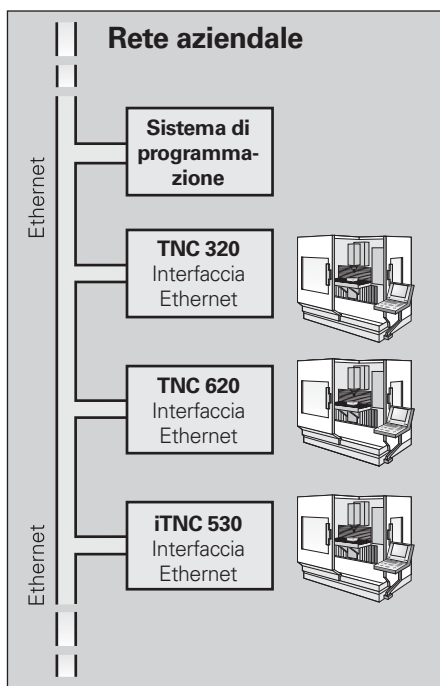 Rete aziendale
Sistema di
programma-
zione
Ethernet
TNC 320
Interfaccia
Ethernet
TNC 620
Interfaccia
Ethernet
iTNC 530
Interfaccia
Ethernet
Ethernet